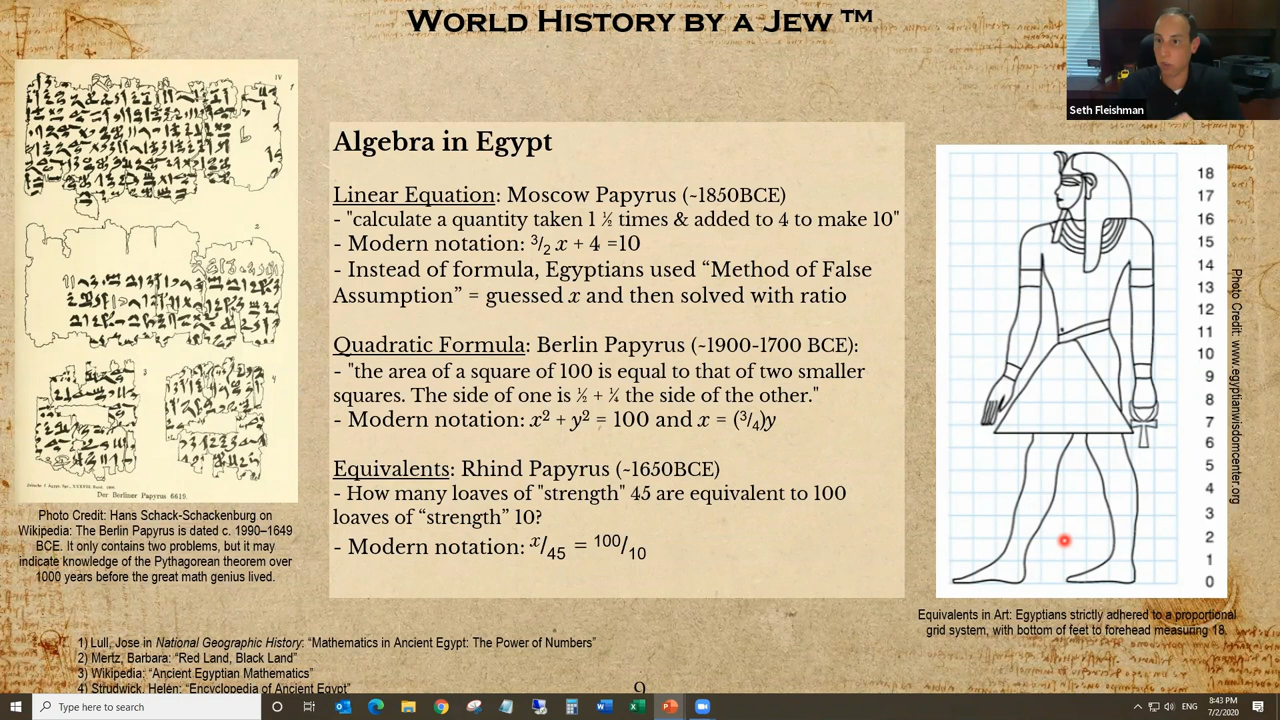 WORLD HISTORY BY A JEW ™
Seth Fleishman
Der Berliner Papyrus 6619.
Photo Credit: Hans Schack-Schackenburg on
Wikipedia: The Berlin Papyrus is dated c. 1990–1649
BCE. It only contains two problems, but it may
indicate knowledge of the Pythagorean theorem over
1000 years before the great math genius lived.
Algebra in Egypt
Linear Equation: Moscow Papyrus (~1850BCE)
- "calculate a quantity taken 1 ½ times & added to 4 to make 10"
- Modern notation: ³/₂ x + 4 =10
- Instead of formula, Egyptians used “Method of False
Assumption” = guessed x and then solved with ratio
Quadratic Formula: Berlin Papyrus (~1900-1700 BCE):
- "the area of a square of 100 is equal to that of two smaller
squares. The side of one is ½ + ¼ the side of the other."
- Modern notation: x² + y² = 100 and x = (³/₄)y
Equivalents: Rhind Papyrus (~1650BCE)
- How many loaves of "strength" 45 are equivalent to 100
loaves of “strength” 10?
- Modern notation: x/45 = 100/10
18
17
16
15
14
13
12
11
10
9
8
7
6
5
4
3
2
1
0
Photo Credit: www.egyptianwisdomcenter.org
Equivalents in Art: Egyptians strictly adhered to a proportional
grid system, with bottom of feet to forehead measuring 18.
1) Lull, Jose in National Geographic History: “Mathematics in Ancient Egypt: The Power of Numbers”
2) Mertz, Barbara: “Red Land, Black Land”
3) Wikipedia: “Ancient Egyptian Mathematics”
4) Strudwick, Helen: “Encyclopedia of Ancient Egypt”
9
Type here to search
ENG
8:43 PM
7/2/2020